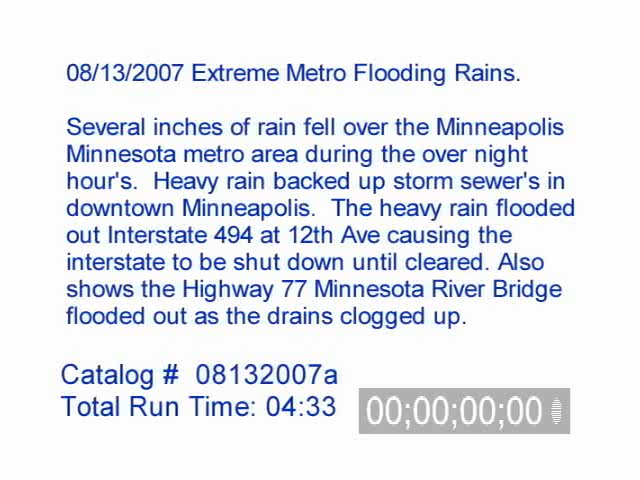 08/13/2007 Extreme Metro Flooding Rains.
Several inches of rain fell over the Minneapolis
Minnesota metro area during the over night
hour's.  Heavy rain backed up storm sewer's in
downtown Minneapolis.  The heavy rain flooded
out Interstate 494 at 12th Ave causing the
interstate to be shut down until cleared. Also
shows the Highway 77 Minnesota River Bridge
flooded out as the drains clogged up.
Catalog #  08132007a
Total Run Time: 04:33
00;00;00;00